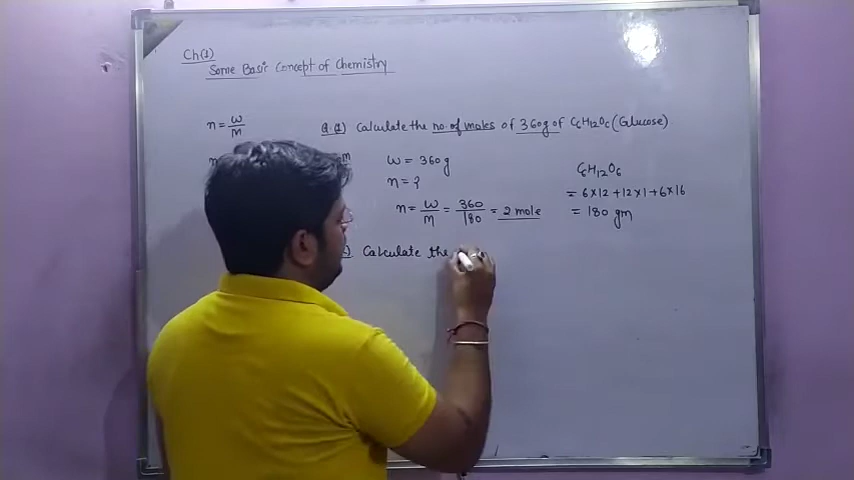 Ch(1)
Some Basic Concept of Chemistry
n = w/M
Q.(1) Calculate the no. of moles of 360g of C6H12O6 (Glucose)
w = 360 g
n = ?
n = w/m = 360/180 = 2 mole
C6H12O6
= 6×12 + 12×1 + 6×16
= 180 gm
Calculate the